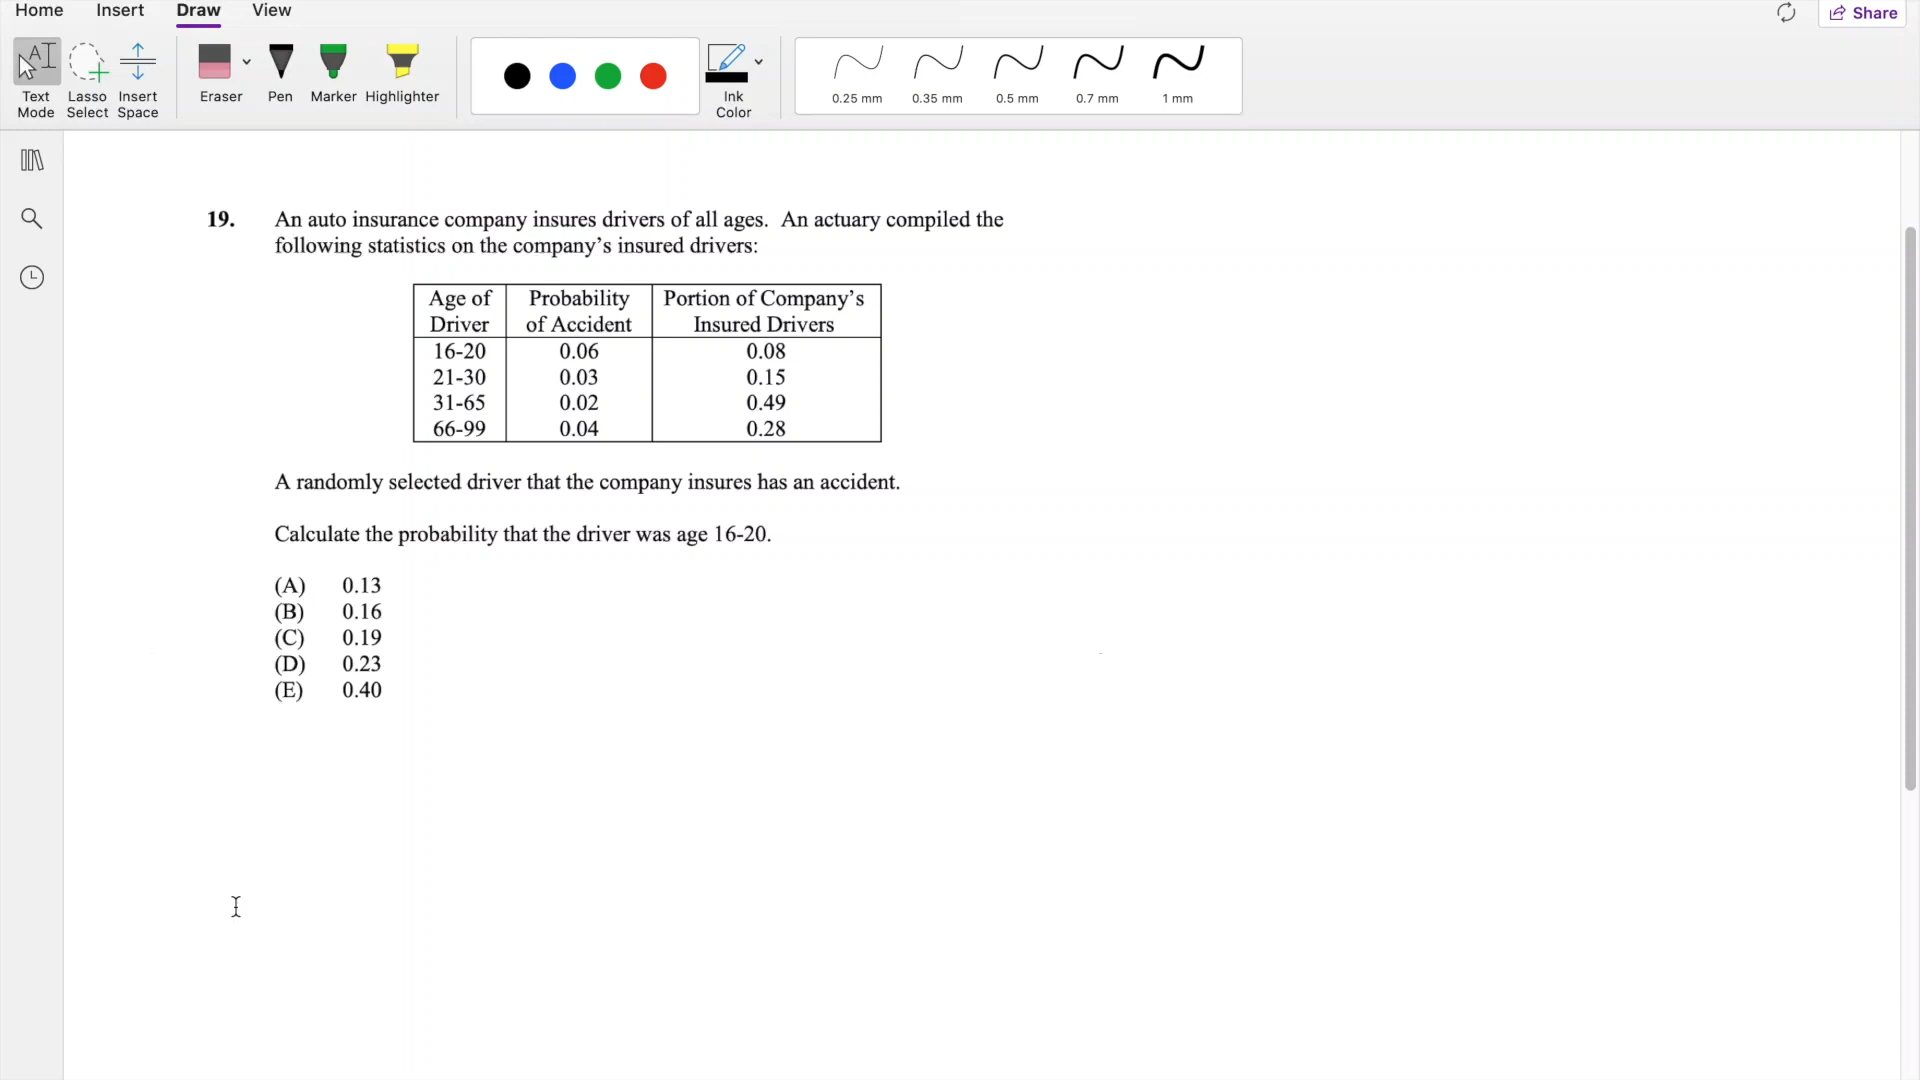 Home Insert Draw View
Share
Text Mode Lasso Select Insert Space Eraser Pen Marker Highlighter Ink Color 0.25 mm 0.35 mm 0.5 mm 0.7 mm 1 mm
19. An auto insurance company insures drivers of all ages. An actuary compiled the
following statistics on the company's insured drivers:
Age of Driver Probability of Accident Portion of Company's Insured Drivers
16-20 0.06 0.08
21-30 0.03 0.15
31-65 0.02 0.49
66-99 0.04 0.28
A randomly selected driver that the company insures has an accident.
Calculate the probability that the driver was age 16-20.
(A) 0.13
(B) 0.16
(C) 0.19
(D) 0.23
(E) 0.40